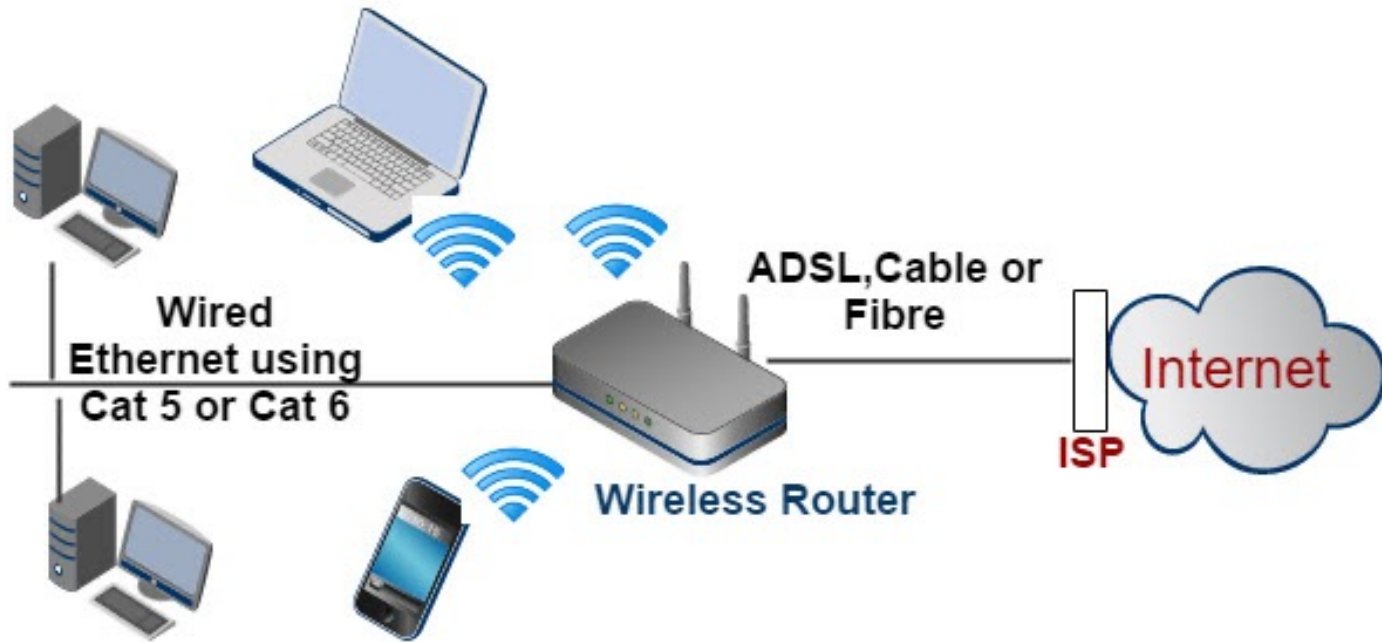 Wired
Ethernet using
Cat 5 or Cat 6
ADSL,Cable or
Fibre
Internet
ISP
Wireless Router